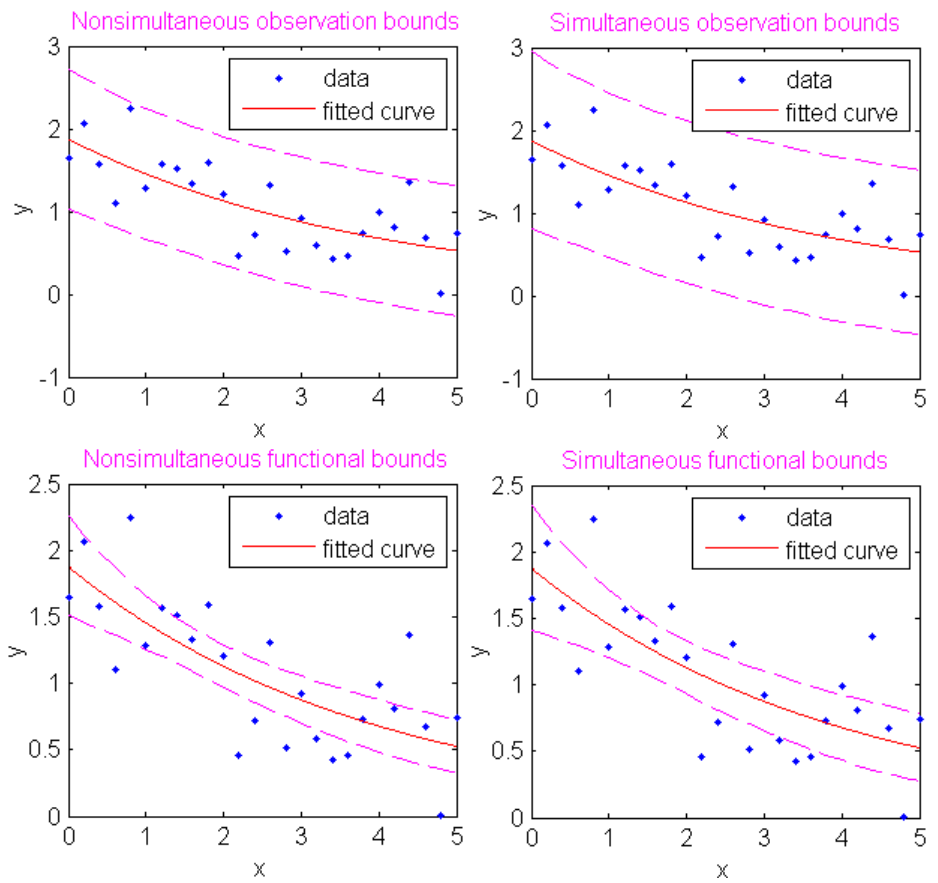 Nonsimultaneous observation bounds
3
2
1
0
-1
y
data
fitted curve
0 1 2 3 4 5
x
Simultaneous observation bounds
3
2
1
0
-1
y
data
fitted curve
0 1 2 3 4 5
x
Nonsimultaneous functional bounds
2.5
2
1.5
1
0.5
0
y
data
fitted curve
0 1 2 3 4 5
x
Simultaneous functional bounds
2.5
2
1.5
1
0.5
0
y
data
fitted curve
0 1 2 3 4 5
x